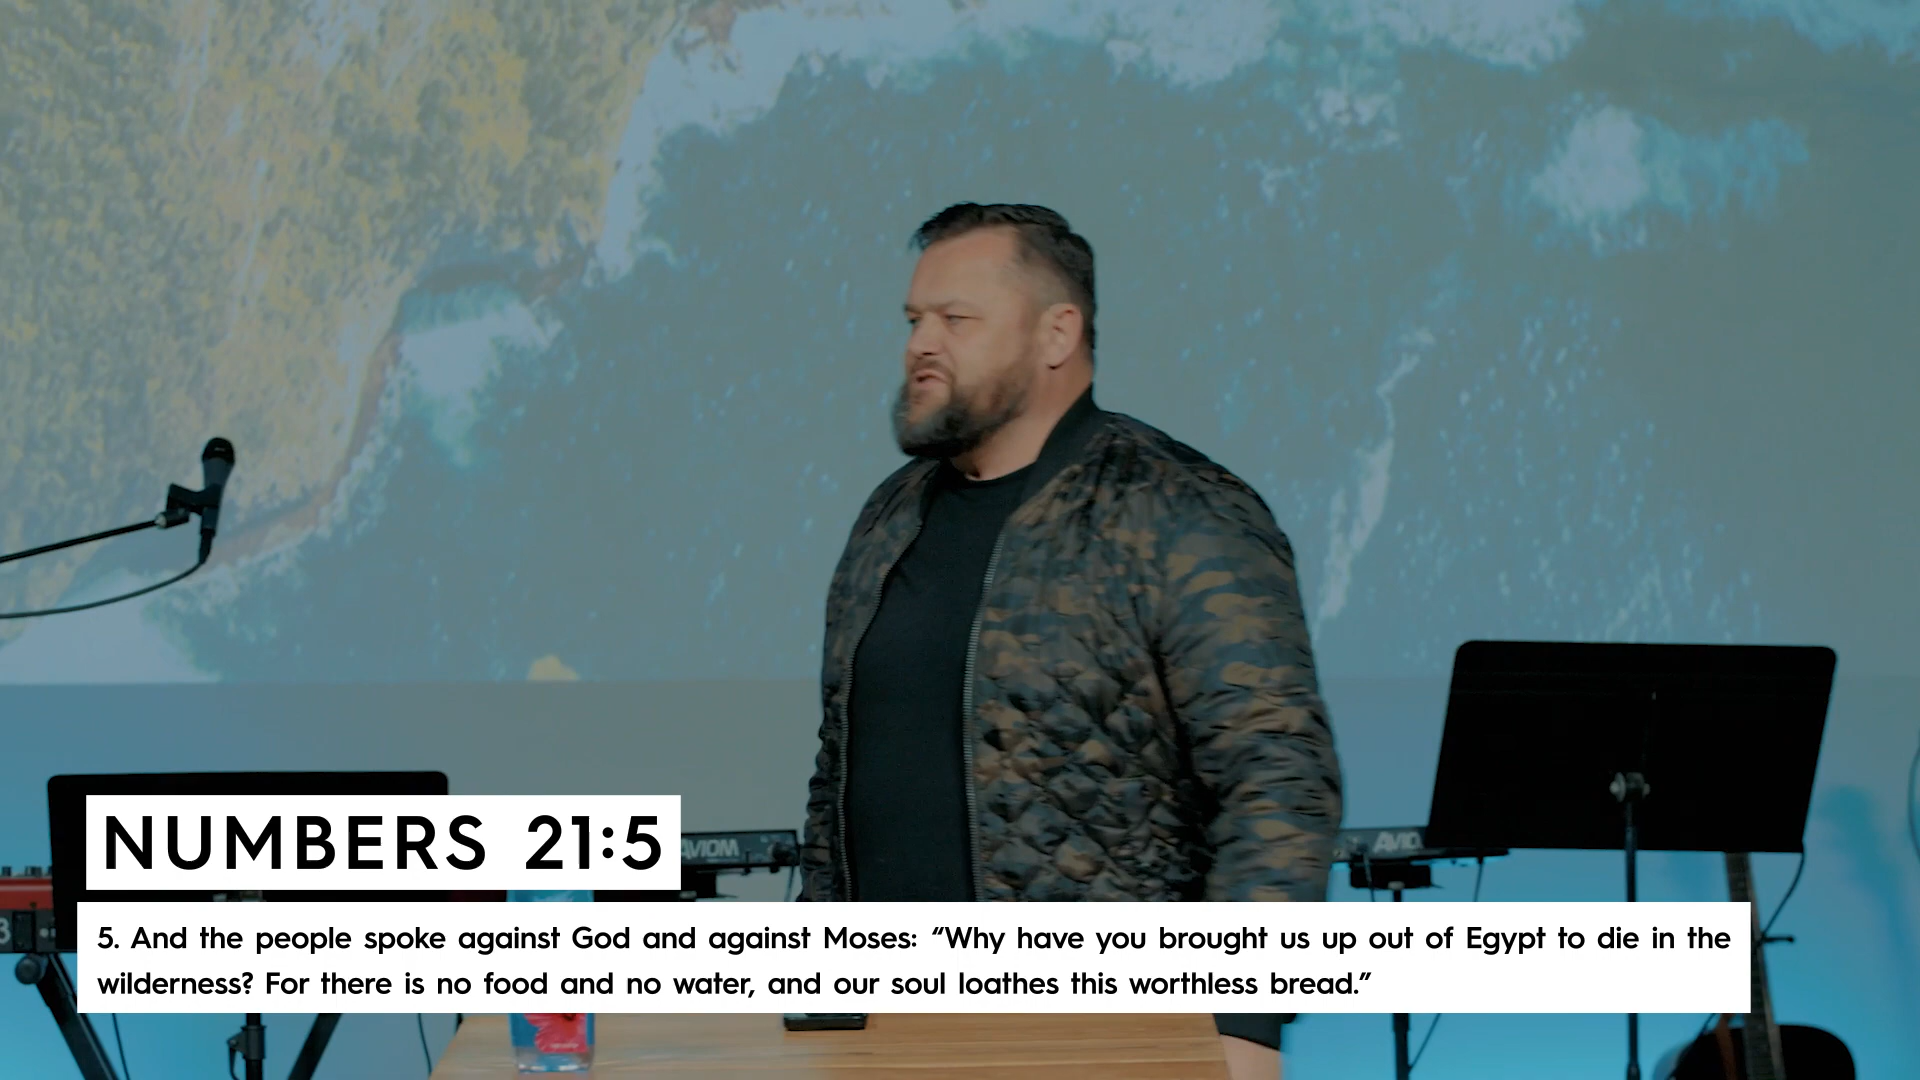 NUMBERS 21:5
AVIOM
AVIO
3
5. And the people spoke against God and against Moses: “Why have you brought us up out of Egypt to die in the
wilderness? For there is no food and no water, and our soul loathes this worthless bread.”